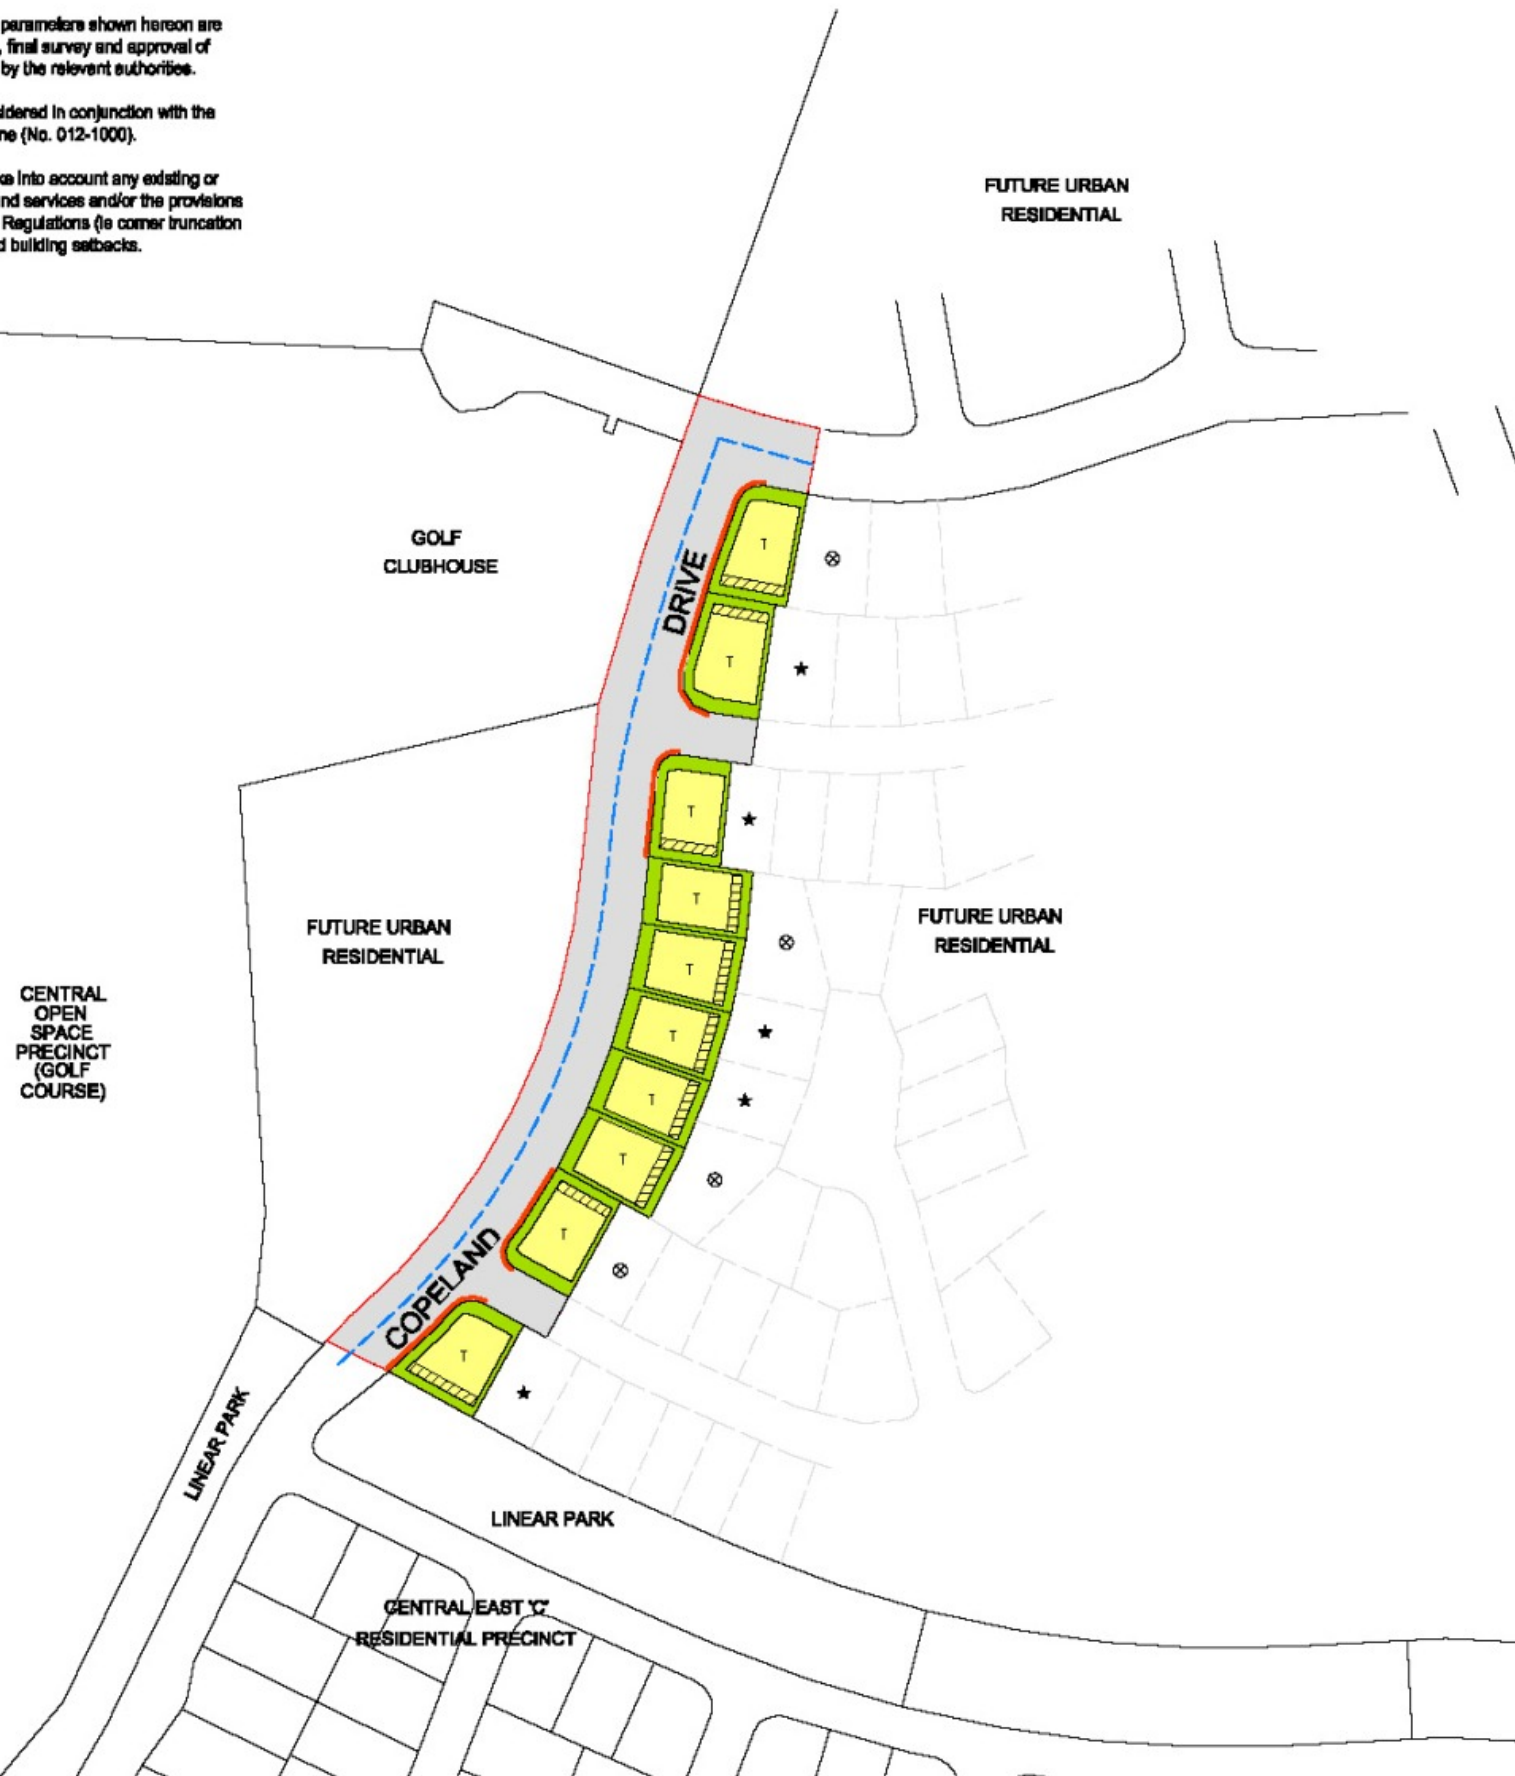 parameters shown hereon are
, final survey and approval of
by the relevant authorities.
idered in conjunction with the
ne (No. 012-1000).
ke into account any existing or
nd services and/or the provisions
Regulations (ie corner truncation
d building setbacks.
FUTURE URBAN
RESIDENTIAL
GOLF
CLUBHOUSE
DRIVE
T
T
T
T
T
T
T
T
T
T
FUTURE URBAN
RESIDENTIAL
FUTURE URBAN
RESIDENTIAL
CENTRAL
OPEN
SPACE
PRECINCT
(GOLF
COURSE)
COPELAND
LINEAR PARK
LINEAR PARK
CENTRAL EAST 'C'
RESIDENTIAL PRECINCT